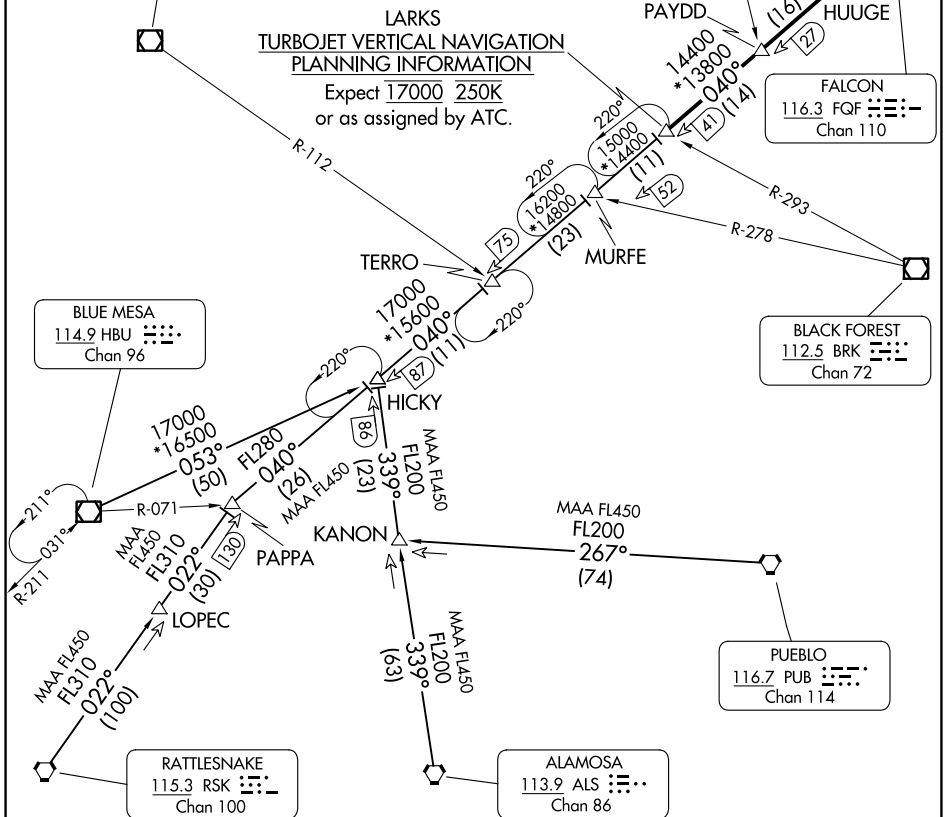 LARKS
TURBOJET VERTICAL NAVIGATION
PLANNING INFORMATION
Expect 17000 250K
or as assigned by ATC.
PAYDD
HUUGE
(16)
27
14400
*13800
040°
(14)
FALCON
116.3 FQF
Chan 110
220°
41
15000
*14400
(11)
R-112
220°
52
16200
*14800
(23)
MURFE
R-293
R-278
75
TERRO
220°
17000
*15600
040°
(11)
BLUE MESA
114.9 HBU
Chan 96
BLACK FOREST
112.5 BRK
Chan 72
220°
87
HICKY
17000
*16500
053°
(50)
FL280
040°
(26)
MAA FL450
86
339°
(23)
MAA FL450
FL200
211°
031°
R-211
R-071
130
PAPPA
KANON
MAA FL450
FL200
267°
(74)
MAA
FL450
FL310
022°
(30)
LOPEC
MAA FL450
FL310
022°
(100)
MAA FL450
FL200
339°
(63)
PUEBLO
116.7 PUB
Chan 114
RATTLESNAKE
115.3 RSK
Chan 100
ALAMOSA
113.9 ALS
Chan 86